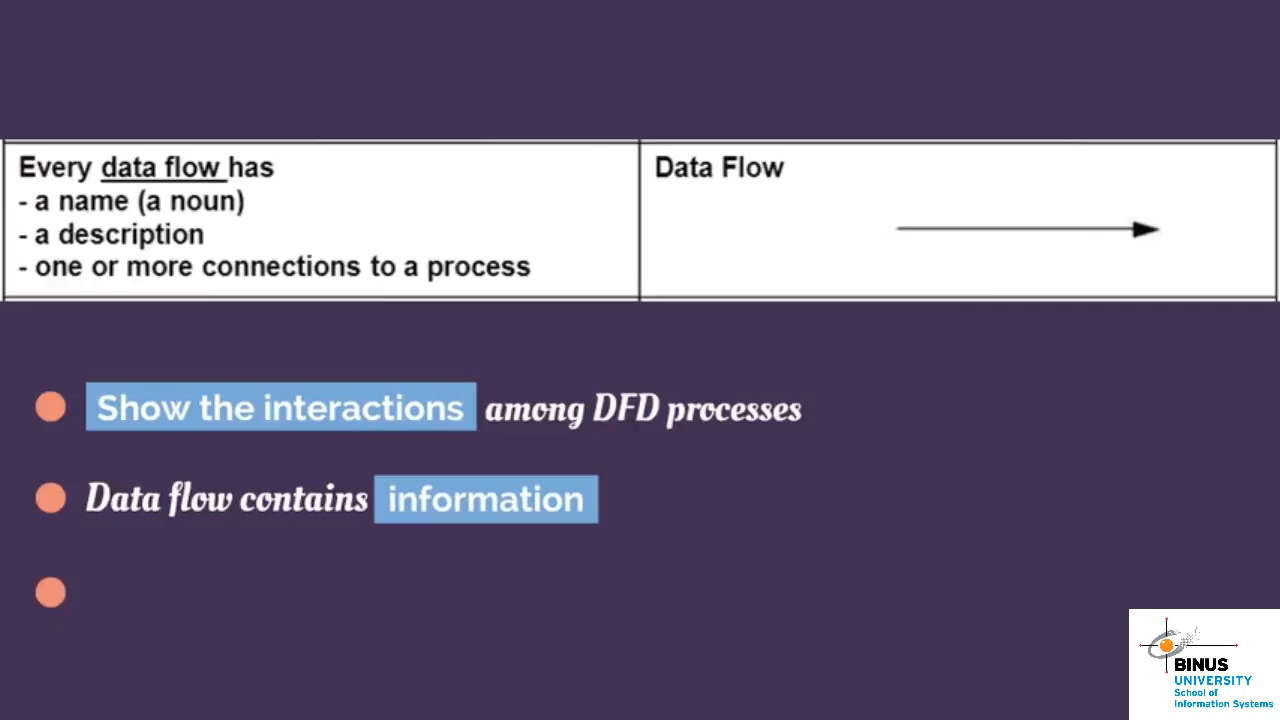 Every data flow has
- a name (a noun)
- a description
- one or more connections to a process
Data Flow
Show the interactions among DFD processes
Data flow contains information
BINUS
UNIVERSITY
School of
Information Systems